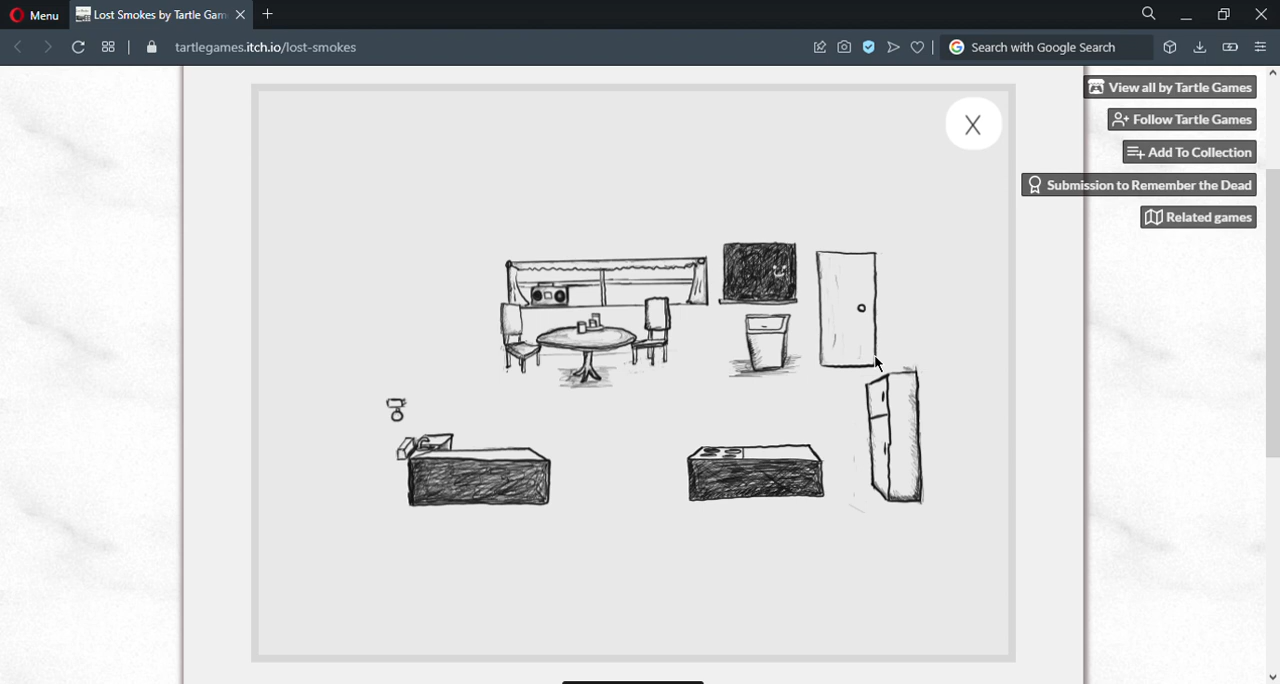 Menu
Lost Smokes by Tartle Gam
tartlegames.itch.io/lost-smokes
Search with Google Search
View all by Tartle Games
Follow Tartle Games
Add To Collection
Submission to Remember the Dead
Related games
X